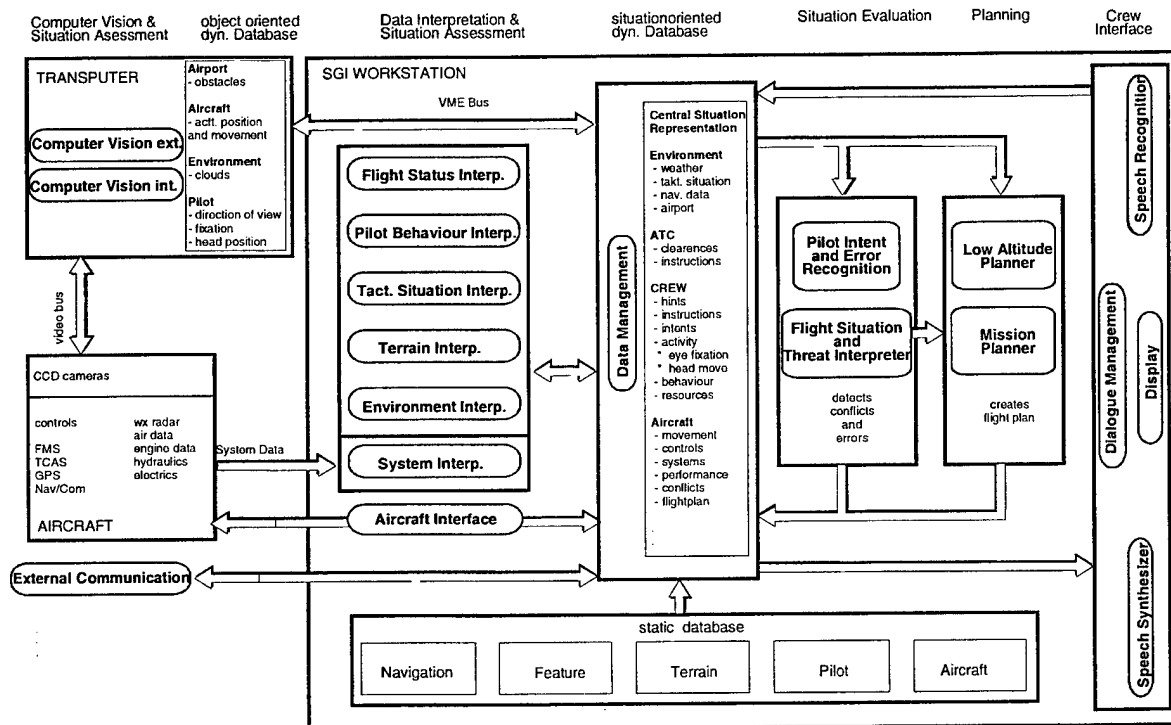 Computer Vision &
Situation Asessment
object oriented
dyn. Database
Data Interpretation &
Situation Assessment
situationoriented
dyn. Database
Situation Evaluation
Planning
Crew
Interface
TRANSPUTER
Computer Vision ext.
Computer Vision int.
Airport
- obstacles
Aircraft
- actt. position
and movement
Environment
- clouds
Pilot
- direction of view
- fixation
- head position
SGI WORKSTATION
VME Bus
Flight Status Interp.
Pilot Behaviour Interp.
Tact. Situation Interp.
Terrain Interp.
Environment Interp.
System Interp.
Aircraft Interface
video bus
CCD cameras
controls
FMS
TCAS
GPS
Nav/Com
wx radar
air data
engino data
hydraulics
eloctrics
AIRCRAFT
System Data
External Communication
Data Management
Central Situation
Representation
Environment
- weather
- takt. situation
- nav. data
- airport
ATC
- clearences
- instructions
CREW
- hints
- instructions
- intents
- activity
* eye fixation
* head movo
- behaviour
- resources
Aircraft
- movement
- controls
- systems
- performance
- conflicts
- flightplan
Pilot Intent
and Error
Recognition
Flight Situation
and
Threat Interpreter
detects
conflicts
and
errors
Low Altitude
Planner
Mission
Planner
creates
flight plan
Speech Recognition
Dialogue Management
Display
Speech Synthesizer
static database
Navigation
Feature
Terrain
Pilot
Aircraft